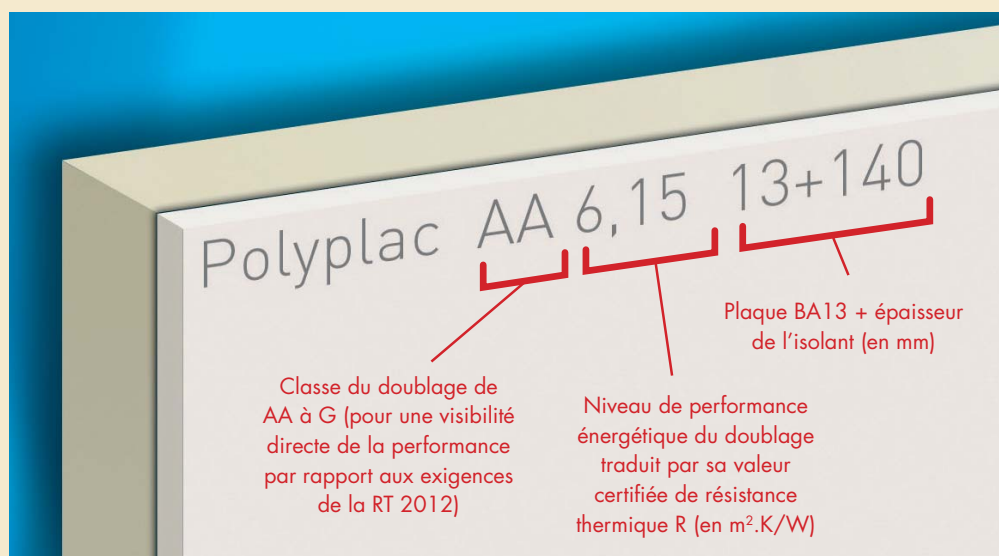 Polyplac AA 6,15 13+140
Plaque BA13 + épaisseur
de l'isolant (en mm)
Classe du doublage de
AA à G (pour une visibilité
directe de la performance
par rapport aux exigences
de la RT 2012)
Niveau de performance
énergétique du doublage
traduit par sa valeur
certifiée de résistance
thermique R (en m².K/W)